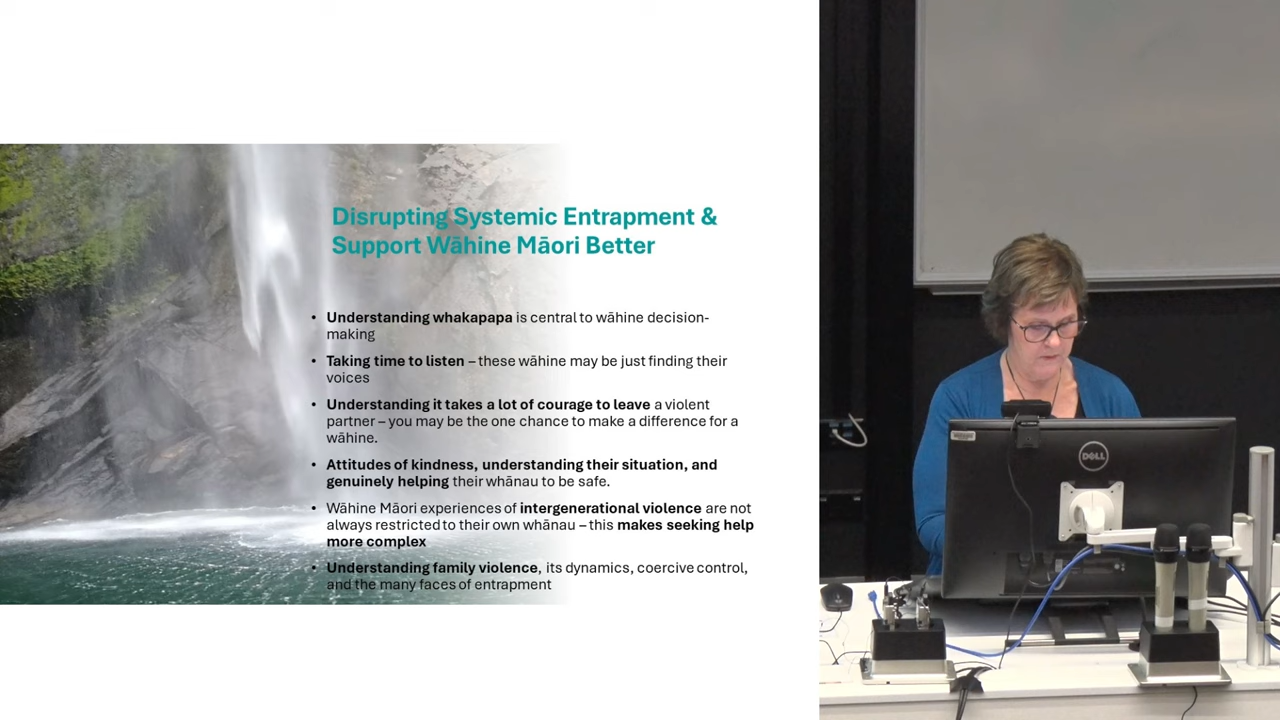 Disrupting Systemic Entrapment &
Support Wāhine Māori Better
• Understanding whakapapa is central to wāhine decision-
making
• Taking time to listen – these wāhine may be just finding their
voices
• Understanding it takes a lot of courage to leave a violent
partner – you may be the one chance to make a difference for a
wāhine.
• Attitudes of kindness, understanding their situation, and
genuinely helping their whānau to be safe.
• Wāhine Māori experiences of intergenerational violence are not
always restricted to their own whānau – this makes seeking help
more complex
• Understanding family violence, its dynamics, coercive control,
and the many faces of entrapment
DELL